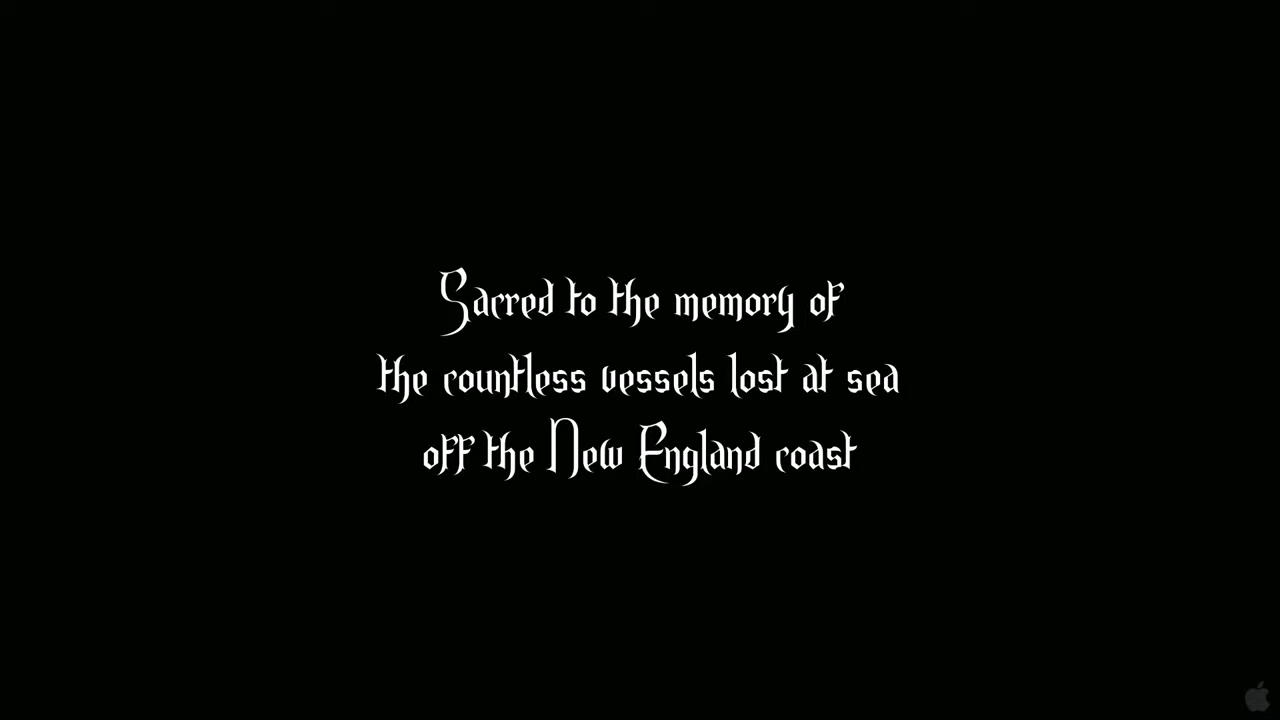 Sacred to the memory of
the countless vessels lost at sea
off the New England coast